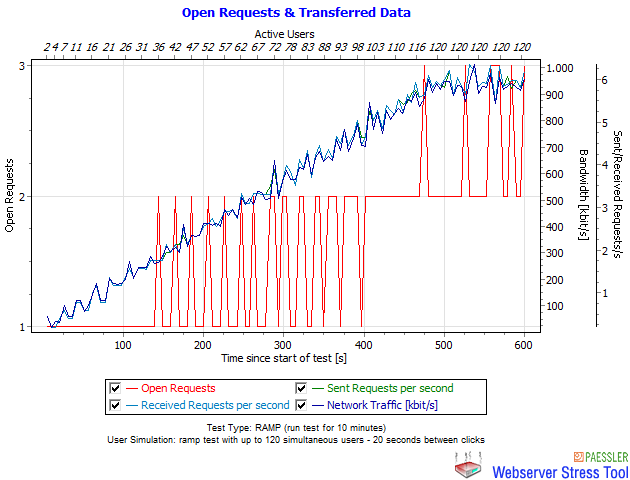 Open Requests & Transferred Data
Active Users
2 4 7 11 16 21 26 31 36 42 47 52 57 62 67 72 78 83 88 93 98 103 110 116 120 120 120 120
3
2
1
Open Requests
1.000
900
800
700
600
500
400
300
200
100
Bandwidth [kbit/s]
6
5
4
3
2
1
Sent/Received Requests/s
100 200 300 400 500 600
Time since start of test [s]
Open Requests Sent Requests per second
Received Requests per second Network Traffic [kbit/s]
Test Type: RAMP (run test for 10 minutes)
User Simulation: ramp test with up to 120 simultaneous users - 20 seconds between clicks
PAESSLER
Webserver Stress Tool